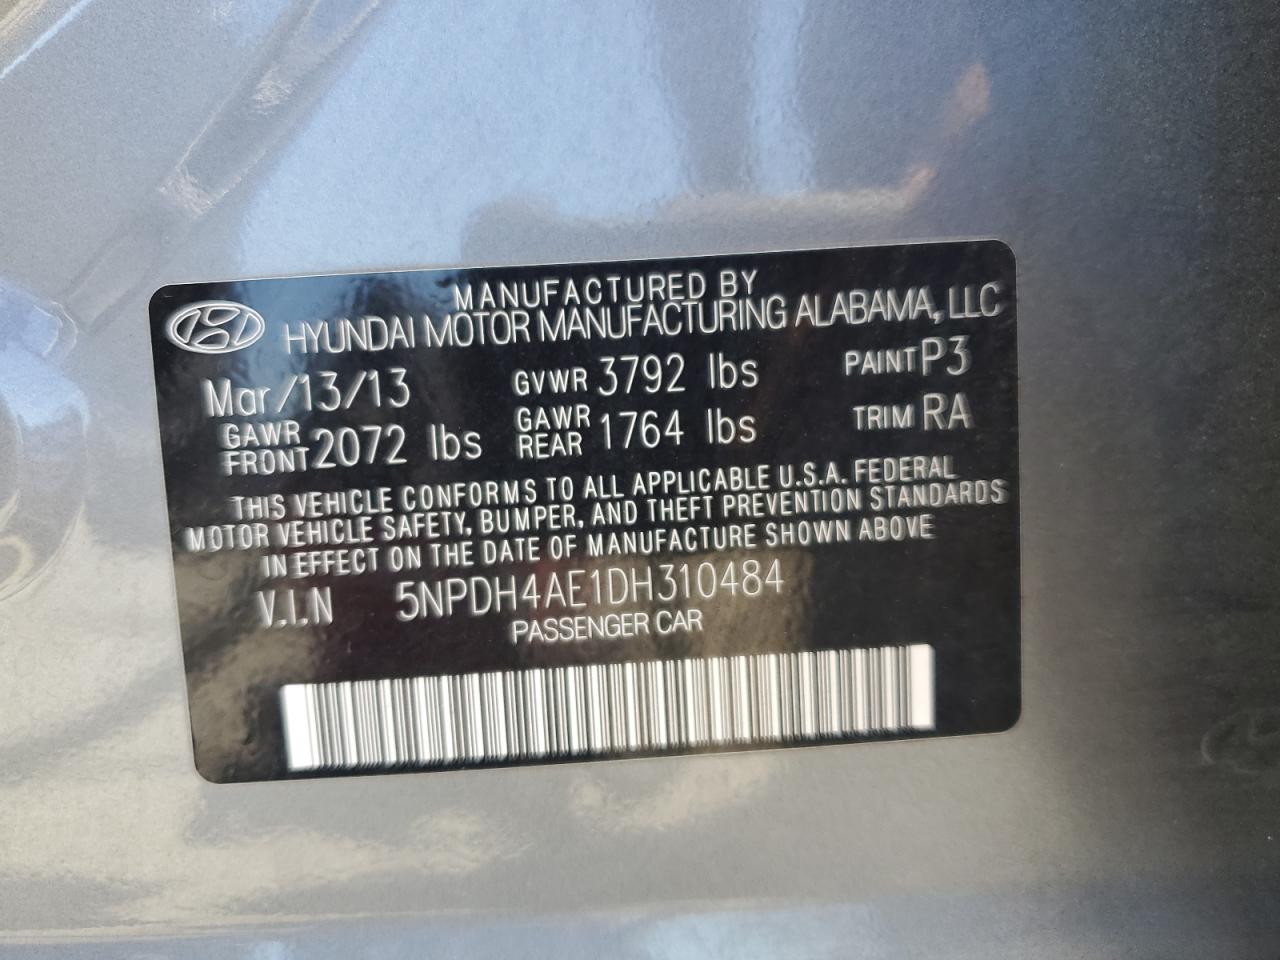 MANUFACTURED BY
HYUNDAI MOTOR MANUFACTURING ALABAMA, LLC
Mar/13/13 GVWR 3792 lbs PAINT P3
GAWR FRONT 2072 lbs GAWR REAR 1764 lbs TRIM RA
THIS VEHICLE CONFORMS TO ALL APPLICABLE U.S.A. FEDERAL
MOTOR VEHICLE SAFETY, BUMPER, AND THEFT PREVENTION STANDARDS
IN EFFECT ON THE DATE OF MANUFACTURE SHOWN ABOVE
V.I.N 5NPDH4AE1DH310484
PASSENGER CAR